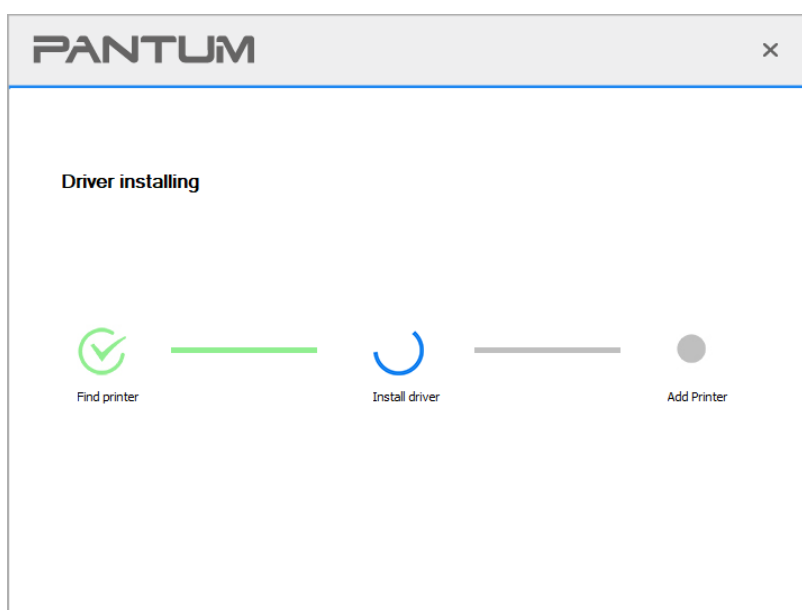 PANTUM
Driver installing
Find printer
Install driver
Add Printer